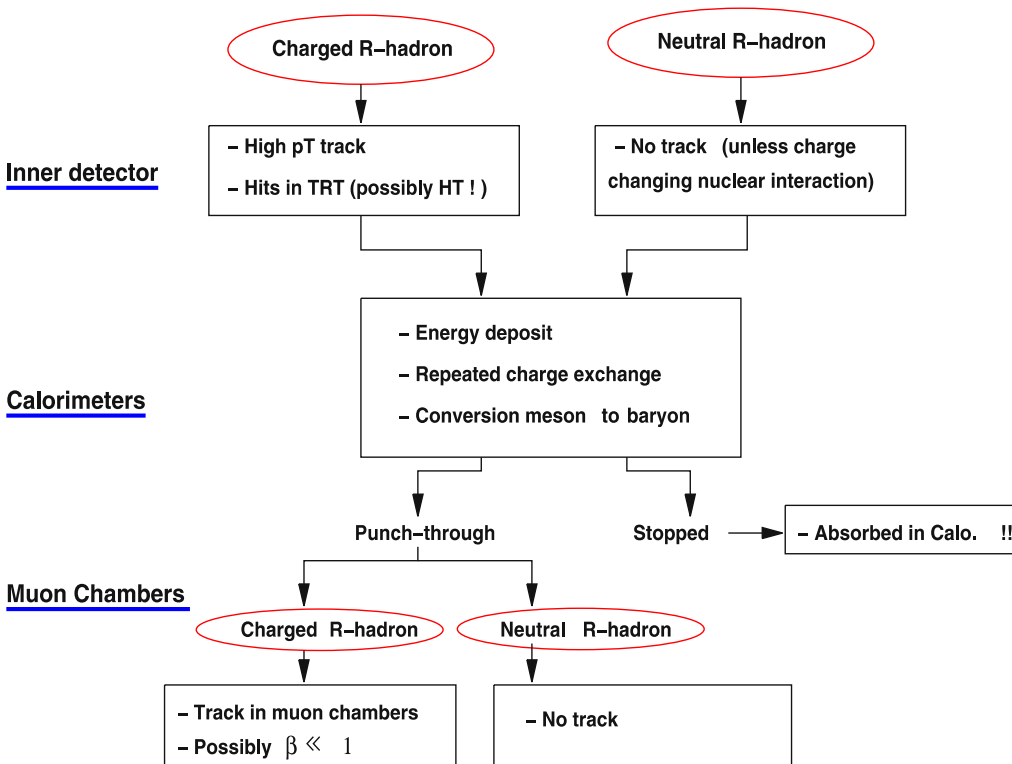 Charged R–hadron
Neutral R–hadron
Inner detector
– High pT track
– Hits in TRT (possibly HT ! )
– No track (unless charge
changing nuclear interaction)
Calorimeters
– Energy deposit
– Repeated charge exchange
– Conversion meson to baryon
Punch–through
Stopped
– Absorbed in Calo. !!
Muon Chambers
Charged R–hadron
Neutral R–hadron
– Track in muon chambers
– Possibly β ≪ 1
– No track